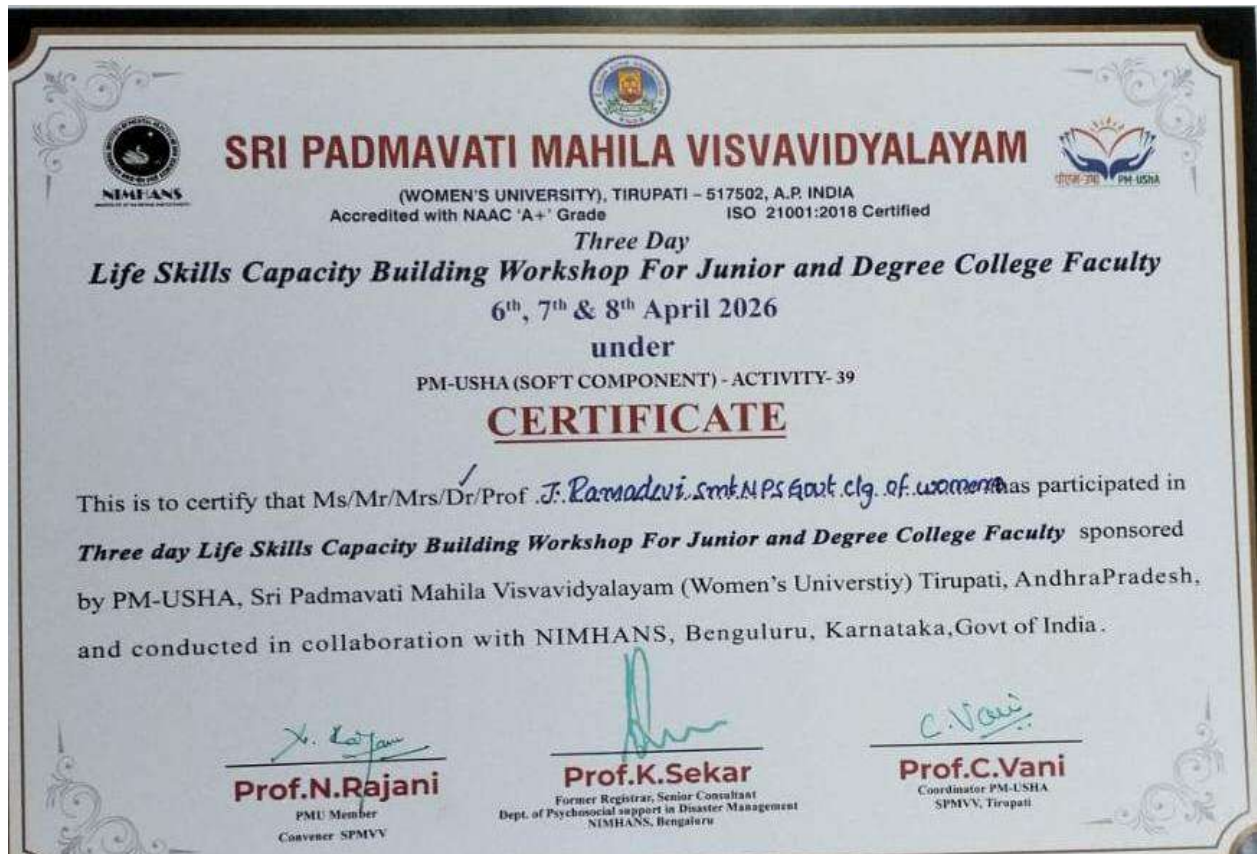 SRI PADMAVATI MAHILA VISVAVIDYALAYAM
NIMHANS
पीएम-उषा PM-USHA
(WOMEN'S UNIVERSITY), TIRUPATI – 517502, A.P. INDIA
Accredited with NAAC 'A+' Grade ISO 21001:2018 Certified
Three Day
Life Skills Capacity Building Workshop For Junior and Degree College Faculty
6th, 7th & 8th April 2026
under
PM-USHA (SOFT COMPONENT) - ACTIVITY- 39
CERTIFICATE
This is to certify that Ms/Mr/Mrs/Dr/Prof J. Ramadevi smt. NPS Govt. clg. of women has participated in
Three day Life Skills Capacity Building Workshop For Junior and Degree College Faculty sponsored
by PM-USHA, Sri Padmavati Mahila Visvavidyalayam (Women's Universtiy) Tirupati, AndhraPradesh,
and conducted in collaboration with NIMHANS, Benguluru, Karnataka,Govt of India.
C. Vani
Prof.N.Rajani Prof.K.Sekar Prof.C.Vani
PMU Member Former Registrar, Senior Consultant Coordinator PM-USHA
Convener SPMVV Dept. of Psychosocial support in Disaster Management SPMVV, Tirupati
NIMHANS, Bengaluru